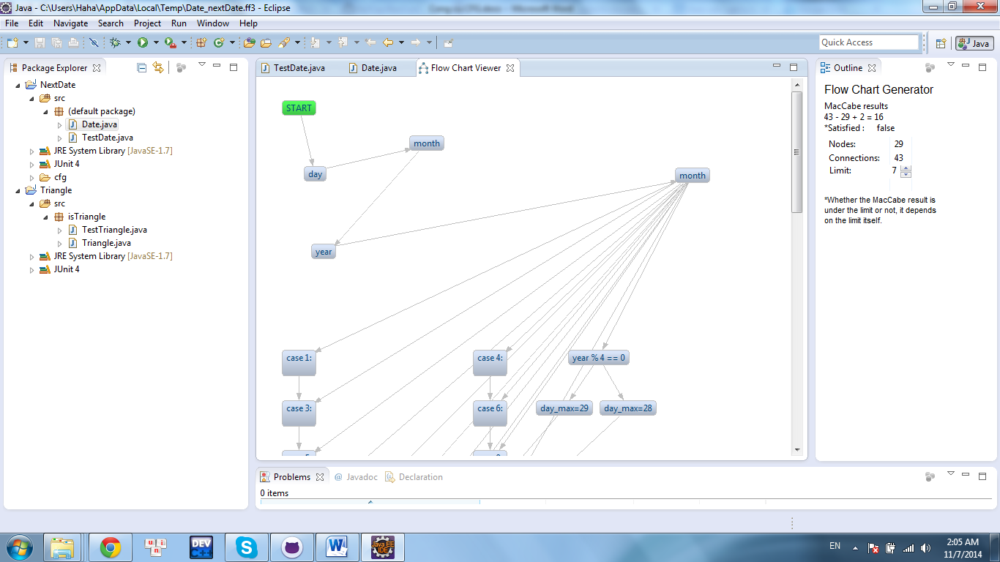 Java - C:\Users\Haha\AppData\Local\Temp\Date_nextDate.ff3 - Eclipse
File Edit Navigate Search Project Run Window Help
Quick Access
Java
Package Explorer
NextDate
src
(default package)
Date.java
TestDate.java
JRE System Library [JavaSE-1.7]
JUnit 4
cfg
Triangle
src
isTriangle
TestTriangle.java
Triangle.java
JRE System Library [JavaSE-1.7]
JUnit 4
TestDate.java Date.java Flow Chart Viewer
START
month
day
month
year
case 1: case 4: year % 4 == 0
case 3: case 6: day_max=29 day_max=28
Outline
Flow Chart Generator
MacCabe results
43 - 29 + 2 = 16
*Satisfied : false
Nodes: 29
Connections: 43
Limit: 7
*Whether the MacCabe result is
under the limit or not, it depends
on the limit itself.
Problems @ Javadoc Declaration
0 items
u n i
DEV C++
Java EE IDE
EN
2:05 AM
11/7/2014